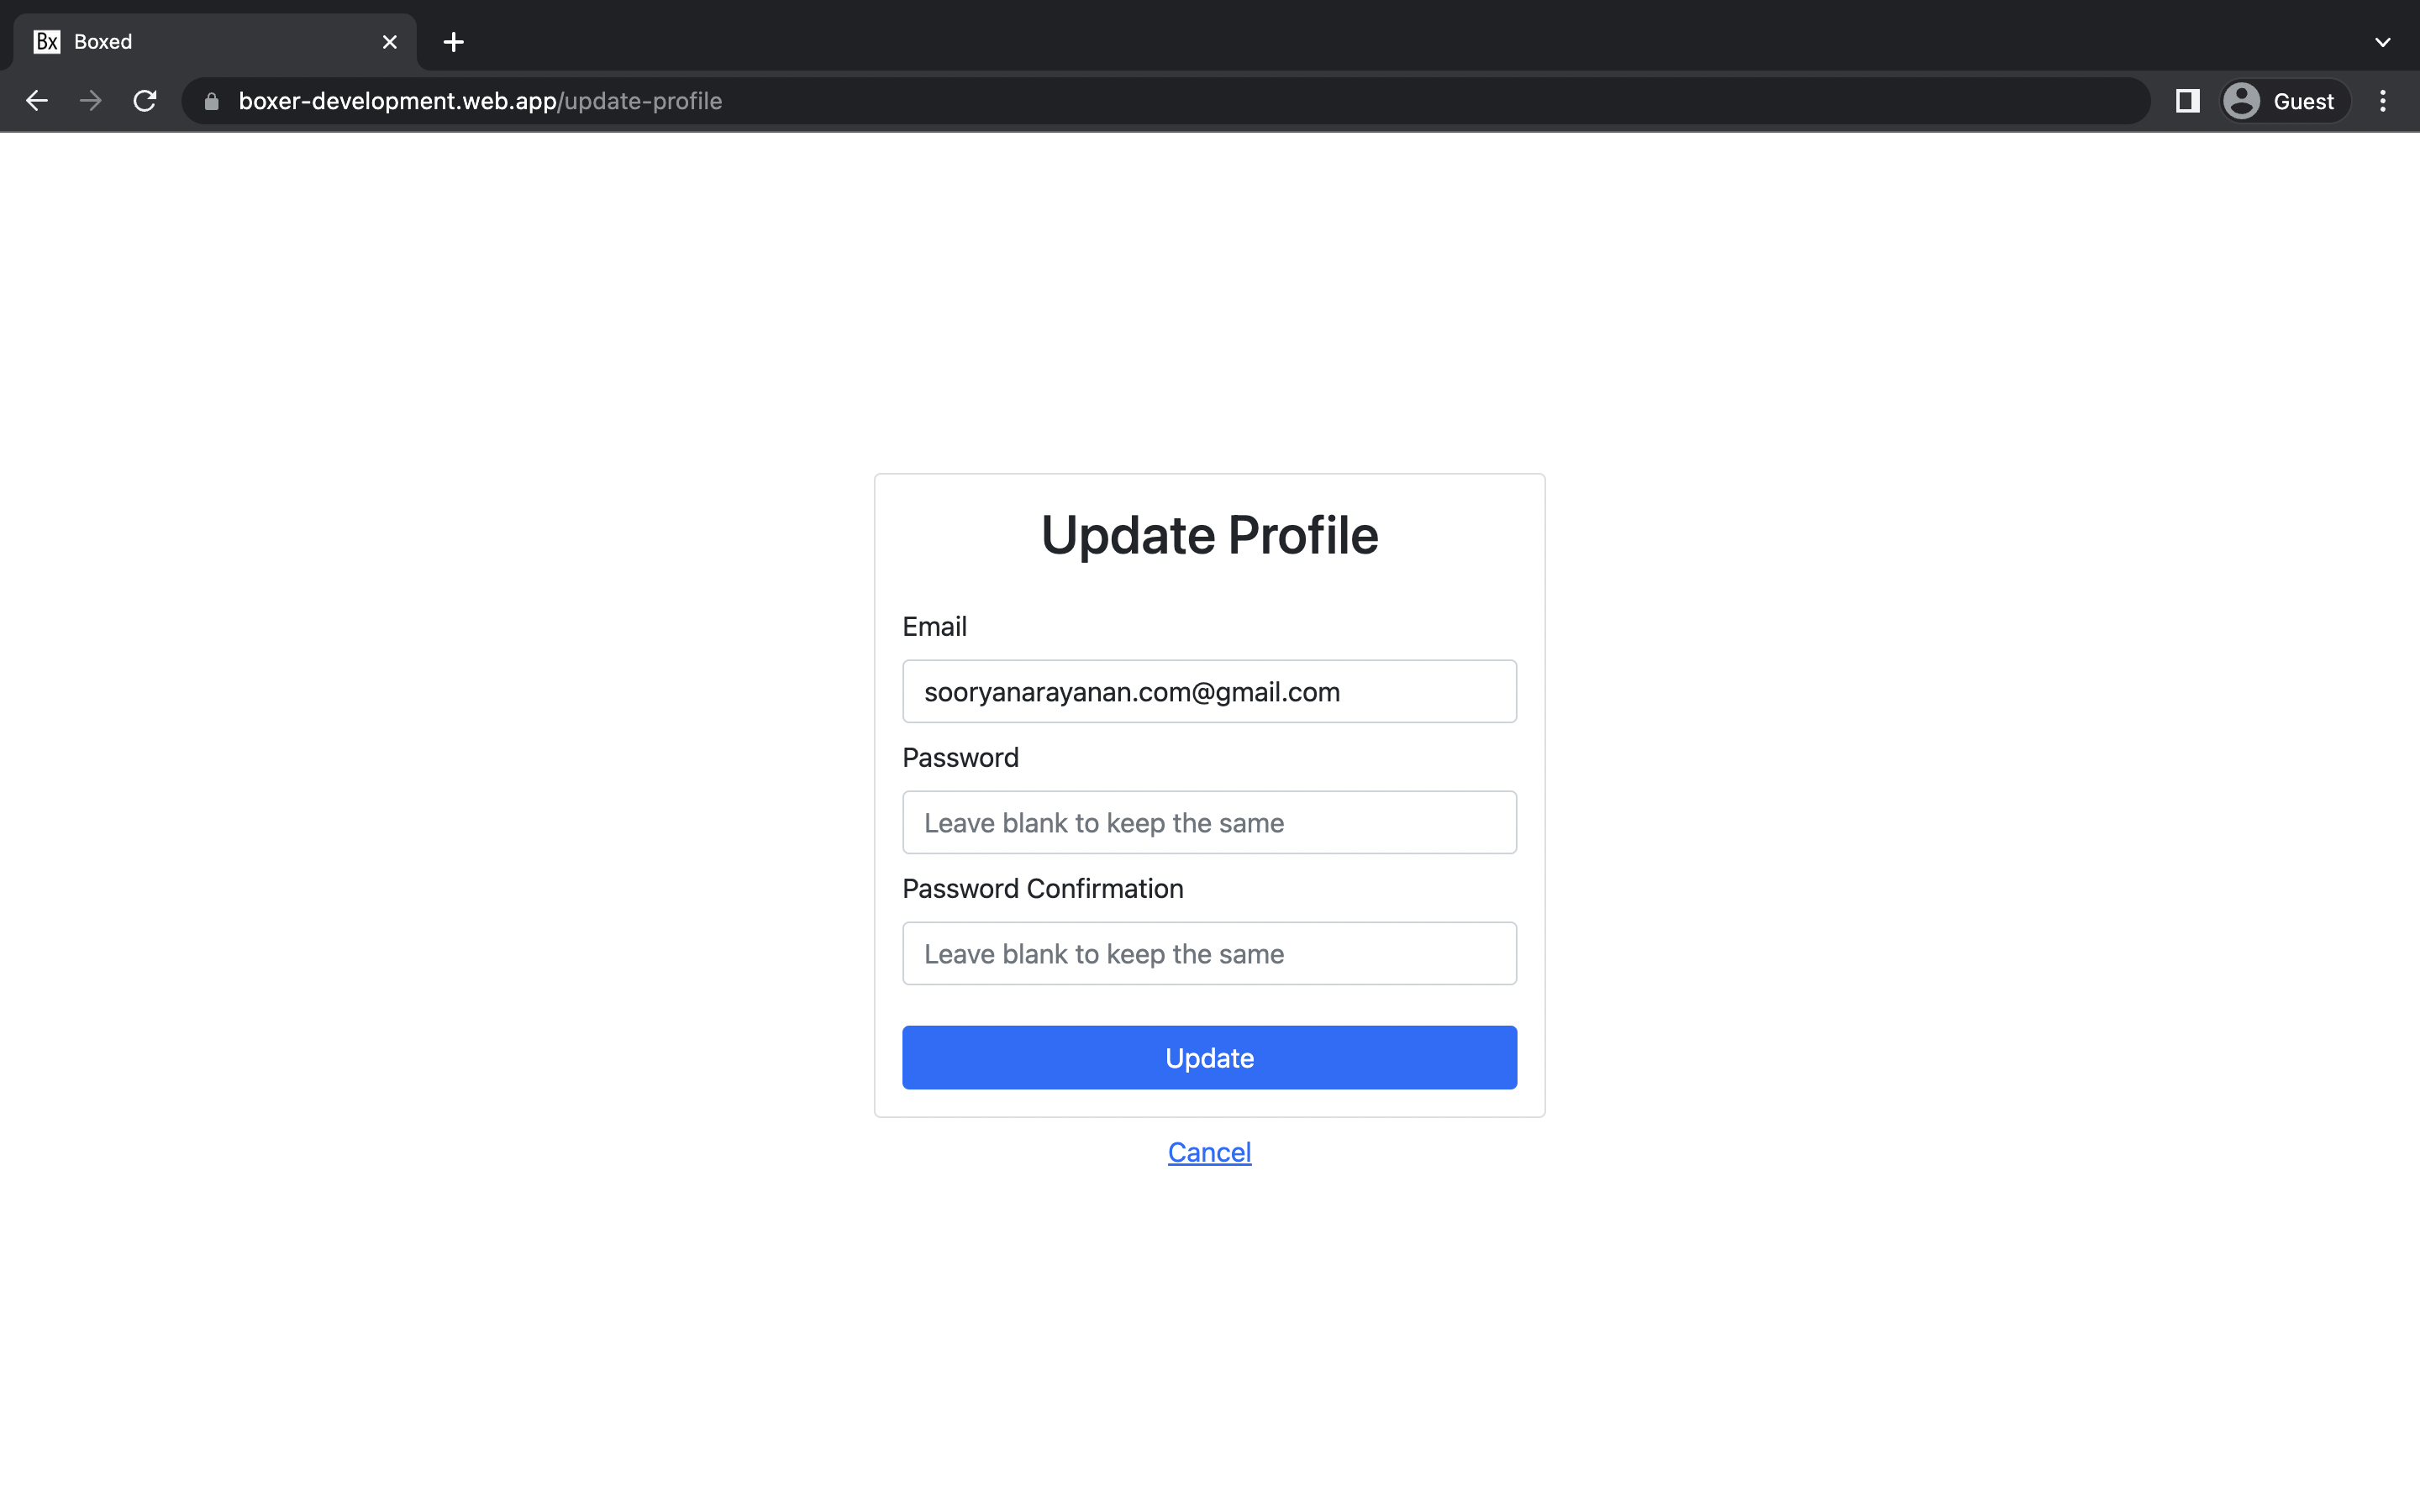 Bx Boxed
boxer-development.web.app/update-profile
Guest
Update Profile
Email
sooryanarayanan.com@gmail.com
Password
Leave blank to keep the same
Password Confirmation
Leave blank to keep the same
Update
Cancel